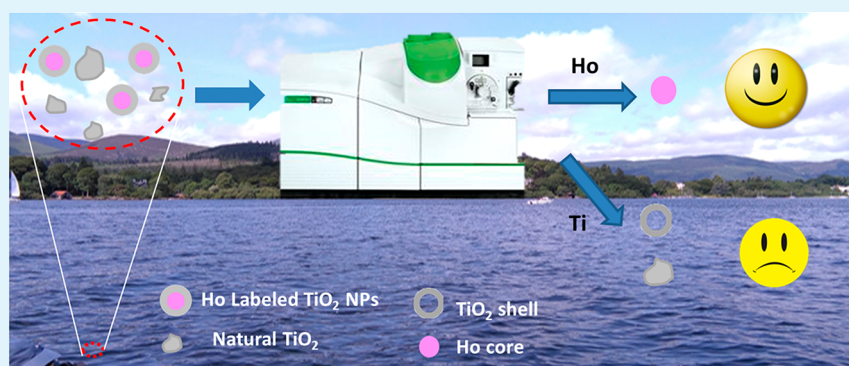 Ho
Ti
Ho Labeled TiO₂ NPs
TiO₂ shell
Natural TiO₂
Ho core